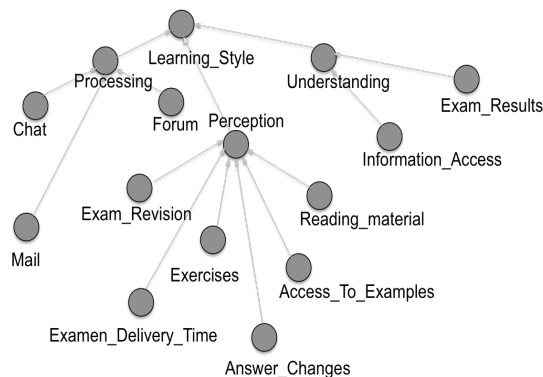 Learning_Style
Processing
Understanding
Exam_Results
Chat
Forum
Perception
Information_Access
Exam_Revision
Reading_material
Mail
Exercises
Access_To_Examples
Examen_Delivery_Time
Answer_Changes